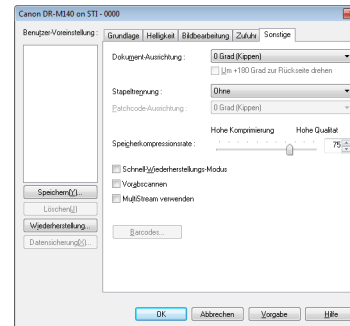 Canon DR-M140 on STI - 0000
Benutzer-Voreinstellung :
Speichern(Y)...
Löschen(J)
Wiederherstellung...
Datensicherung(X)...
Grundlage Helligkeit Bildbearbeitung Zufuhr Sonstige
Dokument-Ausrichtung : 0 Grad (Kippen)
Um +180 Grad zur Rückseite drehen
Stapeltrennung : Ohne
Patchcode-Ausrichtung : 0 Grad (Kippen)
Hohe Komprimierung Hohe Qualitat
Speicherkompressionsrate : 75
Schnell-Wiederherstellungs-Modus
Vorabscannen
MultiStream verwenden
Barcodes...
OK Abbrechen Vorgabe Hilfe